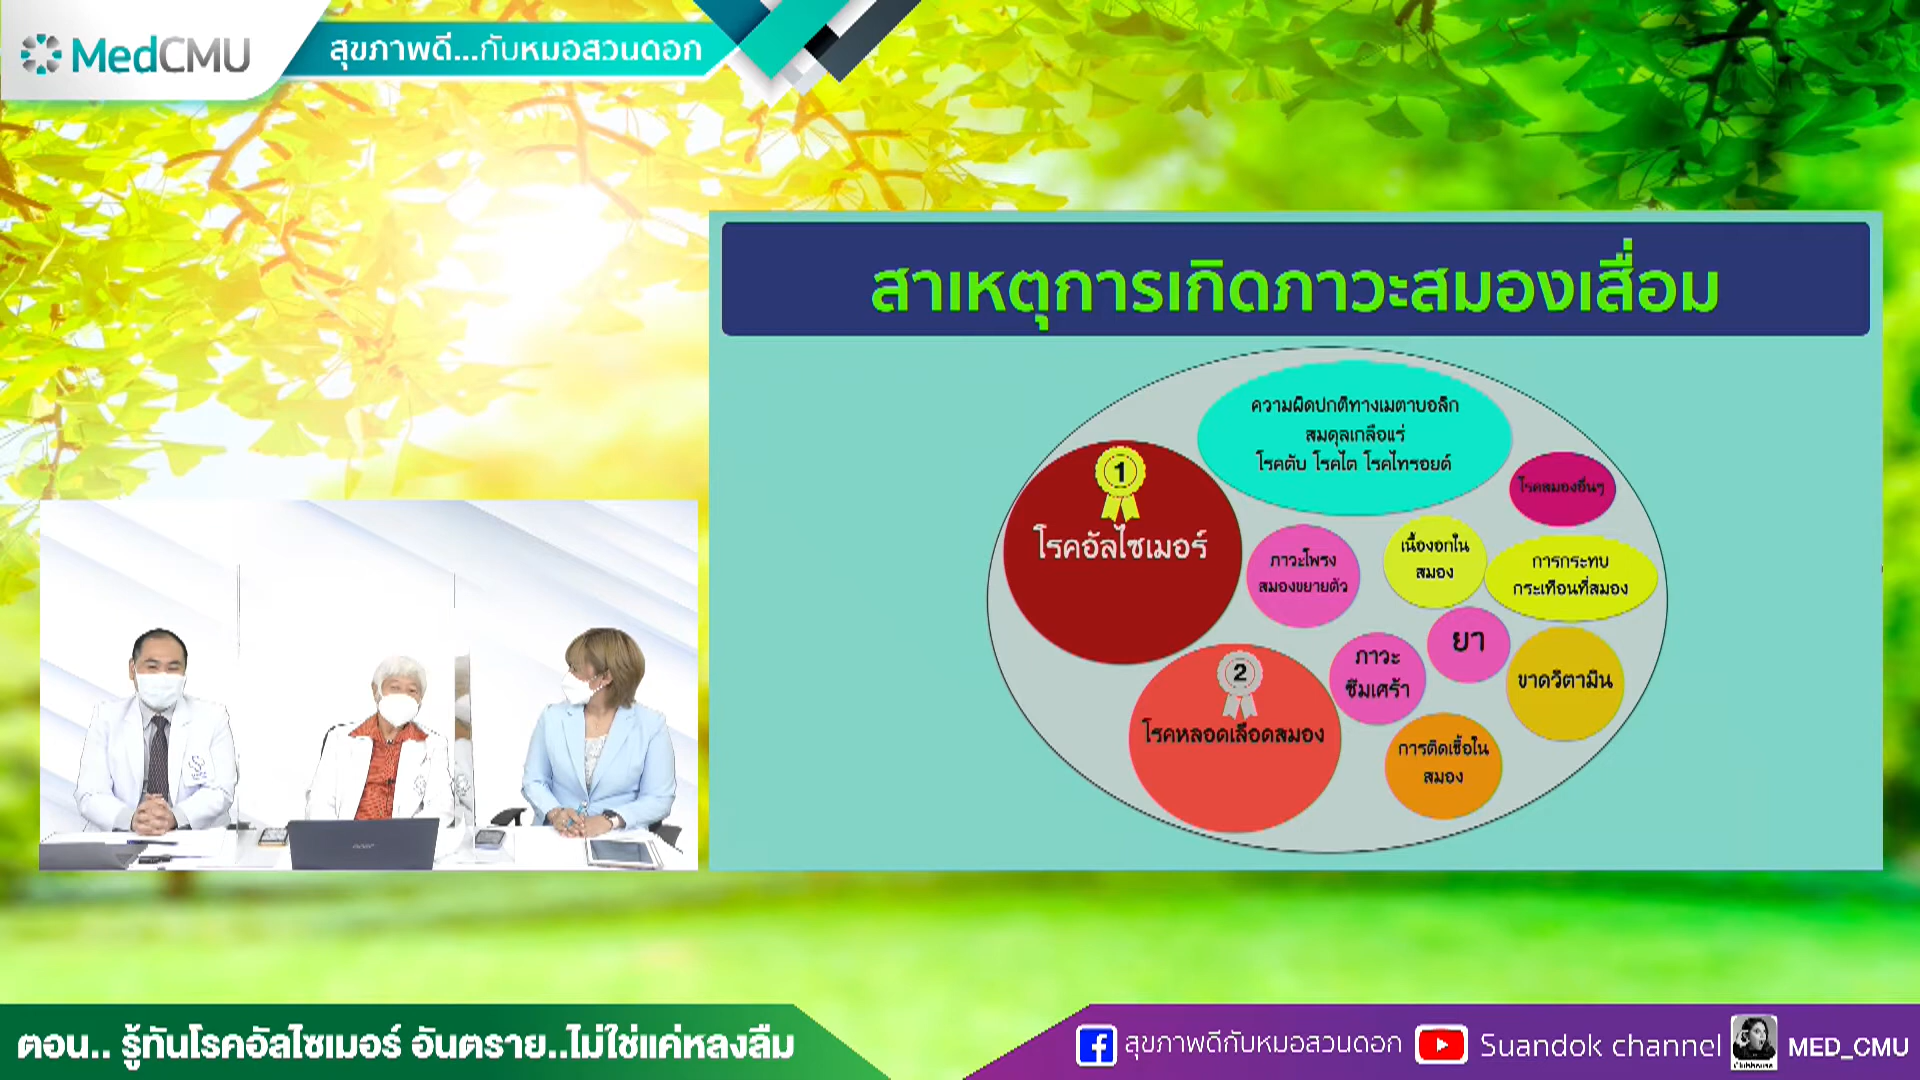 MedCMU
สุขภาพดี...กับหมอสวนดอก
สาเหตุการเกิดภาวะสมองเสื่อม
ความผิดปกติทางเมตาบอลิก
สมดุลเกลือแร่
โรคตับ โรคไต โรคไทรอยด์
1
โรคอัลไซเมอร์
โรคสมองอื่นๆ
ภาวะโพรง
สมองขยายตัว
เนื้องอกใน
สมอง
การกระทบ
กระเทือนที่สมอง
2
โรคหลอดเลือดสมอง
ภาวะ
ซึมเศร้า
ยา
ขาดวิตามิน
การติดเชื้อใน
สมอง
acer
ตอน.. รู้ทันโรคอัลไซเมอร์ อันตราย..ไม่ใช่แค่หลงลืม
สุขภาพดีกับหมอสวนดอก
Suandok channel
Clubhouse
MED_CMU